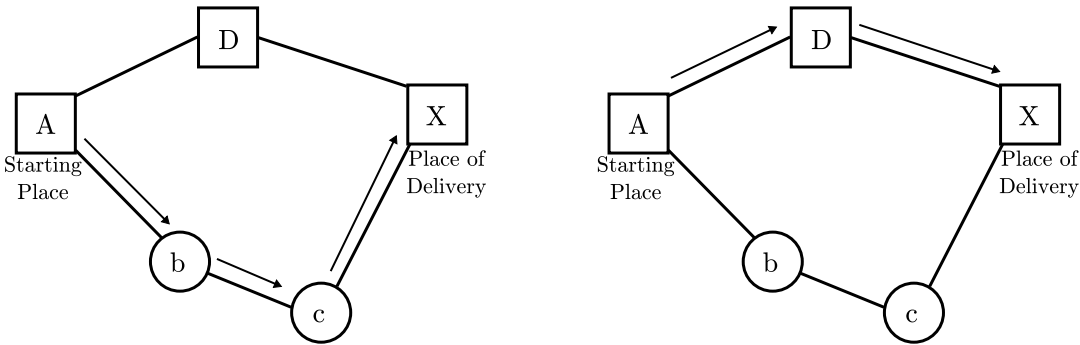 D
A
X
Starting
Place
Place of
Delivery
b
c
D
A
X
Starting
Place
Place of
Delivery
b
c